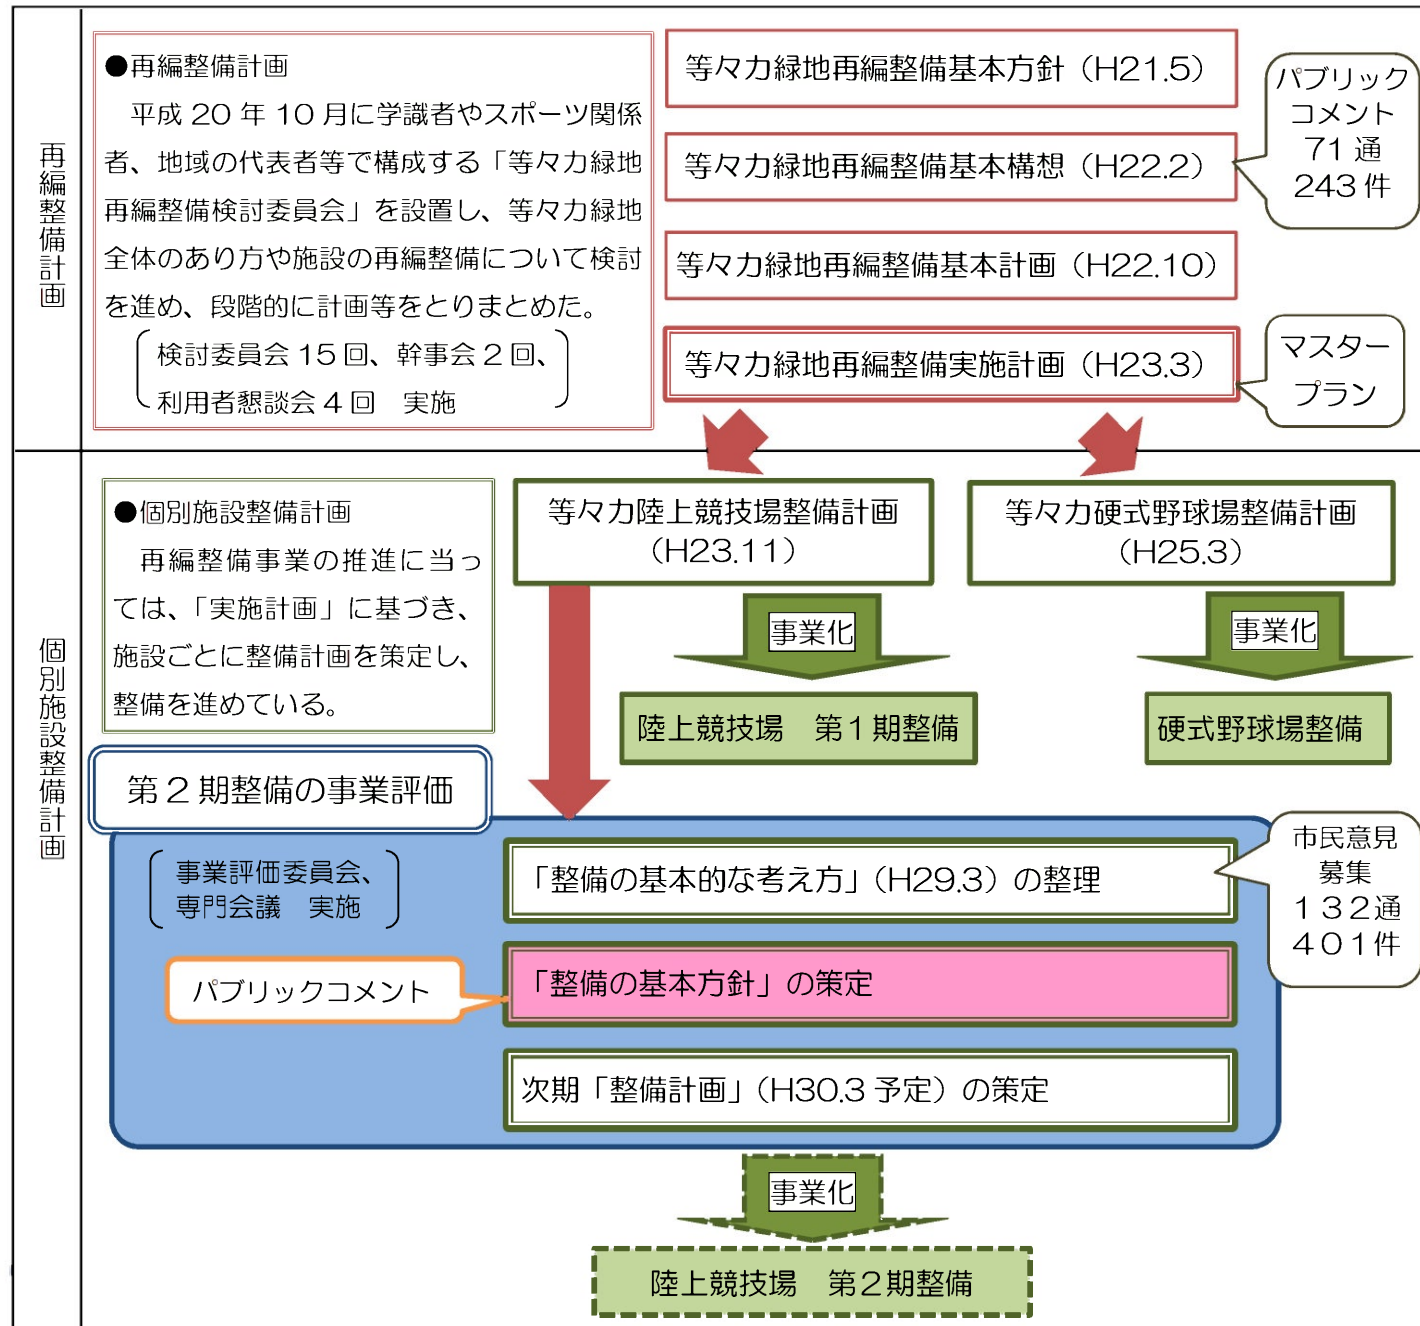 再編整備計画
●再編整備計画
平成 20 年 10 月に学識者やスポーツ関係
者、地域の代表者等で構成する「等々力緑地
再編整備検討委員会」を設置し、等々力緑地
全体のあり方や施設の再編整備について検討
を進め、段階的に計画等をとりまとめた。
検討委員会 15 回、幹事会 2 回、
利用者懇談会 4 回 実施
等々力緑地再編整備基本方針（H21.5）
等々力緑地再編整備基本構想（H22.2）
等々力緑地再編整備基本計画（H22.10）
等々力緑地再編整備実施計画（H23.3）
パブリック
コメント
71 通
243 件
マスター
プラン
個別施設整備計画
●個別施設整備計画
再編整備事業の推進に当っ
ては、「実施計画」に基づき、
施設ごとに整備計画を策定し、
整備を進めている。
等々力陸上競技場整備計画
（H23.11）
等々力硬式野球場整備計画
（H25.3）
事業化
事業化
陸上競技場 第１期整備
硬式野球場整備
第２期整備の事業評価
事業評価委員会、
専門会議 実施
「整備の基本的な考え方」（H29.3）の整理
市民意見
募集
１３２通
４０１件
パブリックコメント
「整備の基本方針」の策定
次期「整備計画」（H30.3 予定）の策定
事業化
陸上競技場 第２期整備